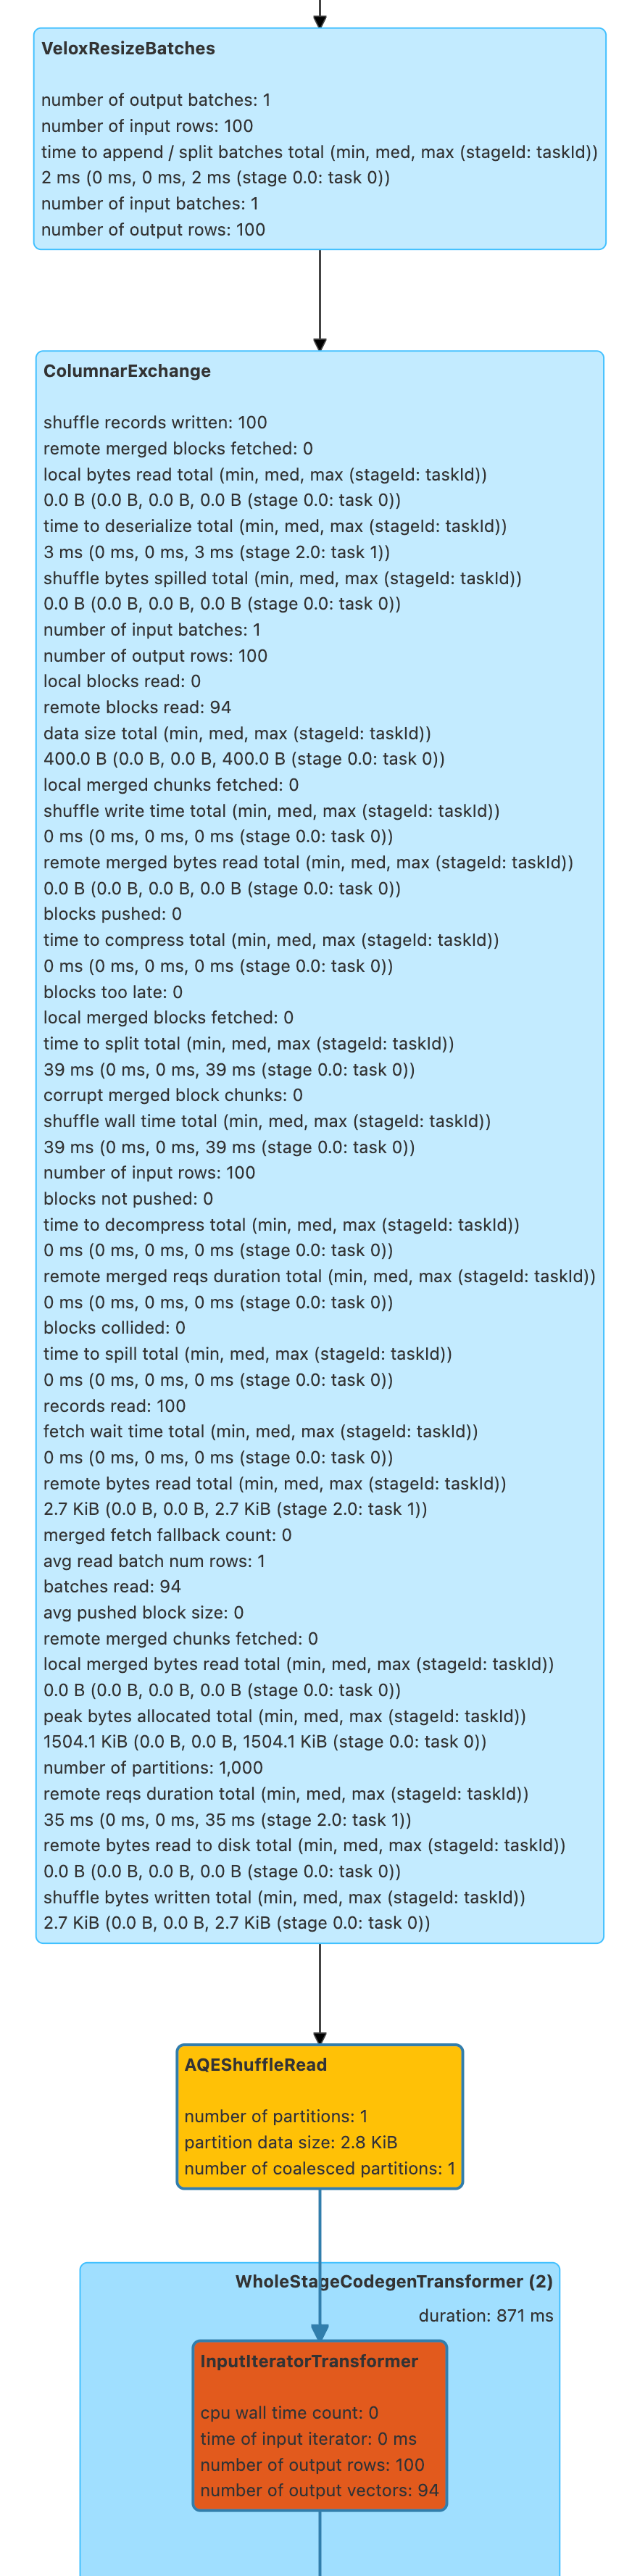 VeloxResizeBatches
number of output batches: 1
number of input rows: 100
time to append / split batches total (min, med, max (stageId: taskId))
2 ms (0 ms, 0 ms, 2 ms (stage 0.0: task 0))
number of input batches: 1
number of output rows: 100
ColumnarExchange
shuffle records written: 100
remote merged blocks fetched: 0
local bytes read total (min, med, max (stageId: taskId))
0.0 B (0.0 B, 0.0 B, 0.0 B (stage 0.0: task 0))
time to deserialize total (min, med, max (stageId: taskId))
3 ms (0 ms, 0 ms, 3 ms (stage 2.0: task 1))
shuffle bytes spilled total (min, med, max (stageId: taskId))
0.0 B (0.0 B, 0.0 B, 0.0 B (stage 0.0: task 0))
number of input batches: 1
number of output rows: 100
local blocks read: 0
remote blocks read: 94
data size total (min, med, max (stageId: taskId))
400.0 B (0.0 B, 0.0 B, 400.0 B (stage 0.0: task 0))
local merged chunks fetched: 0
shuffle write time total (min, med, max (stageId: taskId))
0 ms (0 ms, 0 ms, 0 ms (stage 0.0: task 0))
remote merged bytes read total (min, med, max (stageId: taskId))
0.0 B (0.0 B, 0.0 B, 0.0 B (stage 0.0: task 0))
blocks pushed: 0
time to compress total (min, med, max (stageId: taskId))
0 ms (0 ms, 0 ms, 0 ms (stage 0.0: task 0))
blocks too late: 0
local merged blocks fetched: 0
time to split total (min, med, max (stageId: taskId))
39 ms (0 ms, 0 ms, 39 ms (stage 0.0: task 0))
corrupt merged block chunks: 0
shuffle wall time total (min, med, max (stageId: taskId))
39 ms (0 ms, 0 ms, 39 ms (stage 0.0: task 0))
number of input rows: 100
blocks not pushed: 0
time to decompress total (min, med, max (stageId: taskId))
0 ms (0 ms, 0 ms, 0 ms (stage 0.0: task 0))
remote merged reqs duration total (min, med, max (stageId: taskId))
0 ms (0 ms, 0 ms, 0 ms (stage 0.0: task 0))
blocks collided: 0
time to spill total (min, med, max (stageId: taskId))
0 ms (0 ms, 0 ms, 0 ms (stage 0.0: task 0))
records read: 100
fetch wait time total (min, med, max (stageId: taskId))
0 ms (0 ms, 0 ms, 0 ms (stage 0.0: task 0))
remote bytes read total (min, med, max (stageId: taskId))
2.7 KiB (0.0 B, 0.0 B, 2.7 KiB (stage 2.0: task 1))
merged fetch fallback count: 0
avg read batch num rows: 1
batches read: 94
avg pushed block size: 0
remote merged chunks fetched: 0
local merged bytes read total (min, med, max (stageId: taskId))
0.0 B (0.0 B, 0.0 B, 0.0 B (stage 0.0: task 0))
peak bytes allocated total (min, med, max (stageId: taskId))
1504.1 KiB (0.0 B, 0.0 B, 1504.1 KiB (stage 0.0: task 0))
number of partitions: 1,000
remote reqs duration total (min, med, max (stageId: taskId))
35 ms (0 ms, 0 ms, 35 ms (stage 2.0: task 1))
remote bytes read to disk total (min, med, max (stageId: taskId))
0.0 B (0.0 B, 0.0 B, 0.0 B (stage 0.0: task 0))
shuffle bytes written total (min, med, max (stageId: taskId))
2.7 KiB (0.0 B, 0.0 B, 2.7 KiB (stage 0.0: task 0))
AQEShuffleRead
number of partitions: 1
partition data size: 2.8 KiB
number of coalesced partitions: 1
WholeStageCodegenTransformer (2)
duration: 871 ms
InputIteratorTransformer
cpu wall time count: 0
time of input iterator: 0 ms
number of output rows: 100
number of output vectors: 94